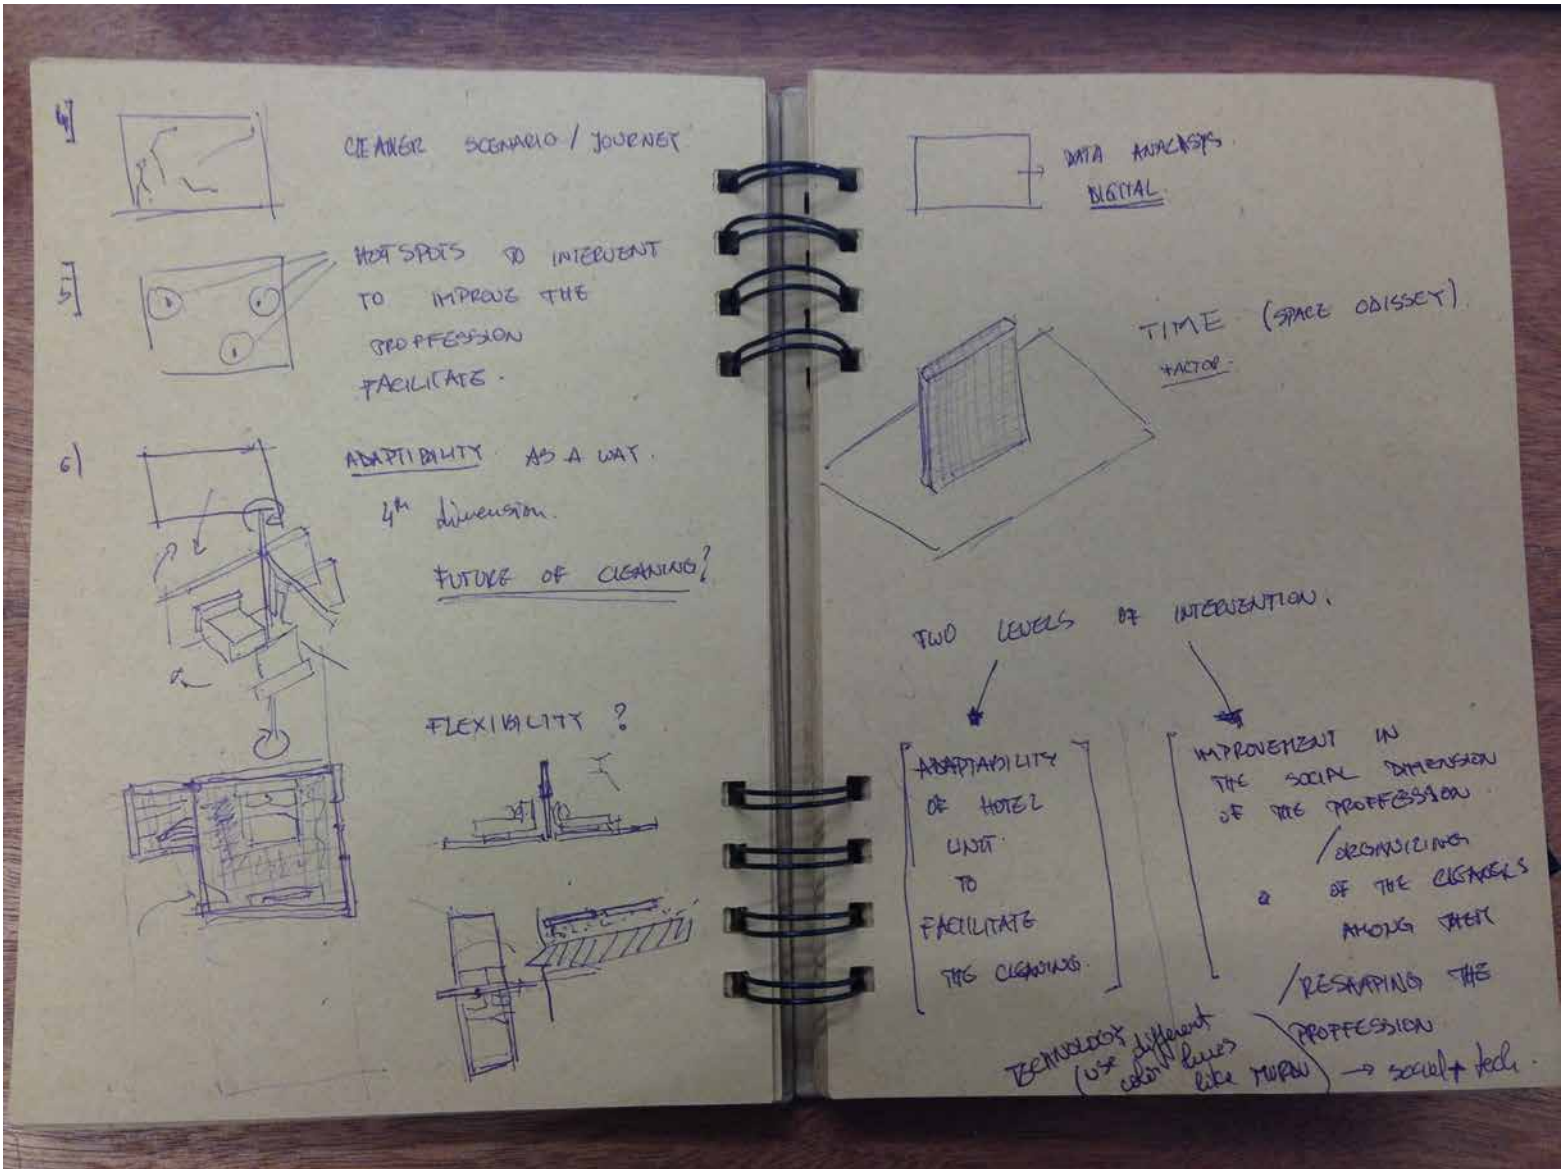 4]
CLEANER SCENARIO / JOURNEY
5]
HOTSPOTS TO INTERVENT
TO IMPROVE THE
PROFFESSION
FACILITATE.
6)
ADAPTIBILITY AS A WAY.
4th dimension.
FUTURE OF CLEANING?
FLEXIBILITY ?
DATA ANALASYS.
DIGITAL.
TIME (SPACE ODISSEY).
FACTOR.
TWO LEVELS OF INTERVENTION.
ADAPTABILITY
OF HOTEL
UNIT.
TO
FACILITATE
THE CLEANING.
IMPROVEMENT IN
THE SOCIAL DIMENSION
OF THE PROFFESSION
/ORGANIZING
OF THE CLEANERS
AMONG THEM
/RESHAPING THE
PROFFESSION
→ social + tech.
TECHNOLOGY
(use different
color lines
like